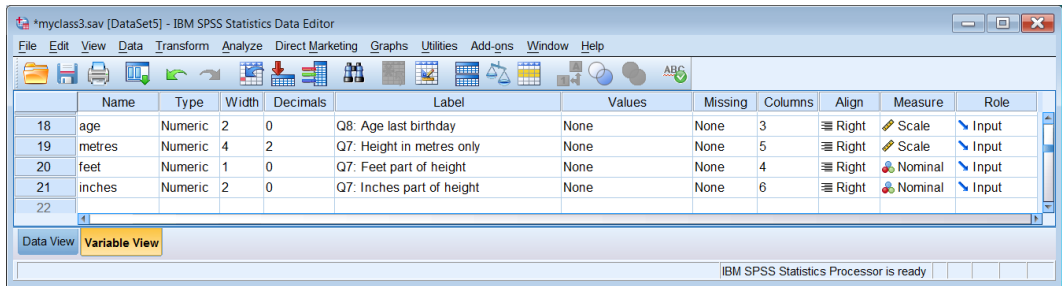 *myclass3.sav [DataSet5] - IBM SPSS Statistics Data Editor
File Edit View Data Transform Analyze Direct Marketing Graphs Utilities Add-ons Window Help
ABC
Name Type Width Decimals Label Values Missing Columns Align Measure Role
18 age Numeric 2 0 Q8: Age last birthday None None 3 Right Scale Input
19 metres Numeric 4 2 Q7: Height in metres only None None 5 Right Scale Input
20 feet Numeric 1 0 Q7: Feet part of height None None 4 Right Nominal Input
21 inches Numeric 2 0 Q7: Inches part of height None None 6 Right Nominal Input
22
Data View Variable View
IBM SPSS Statistics Processor is ready